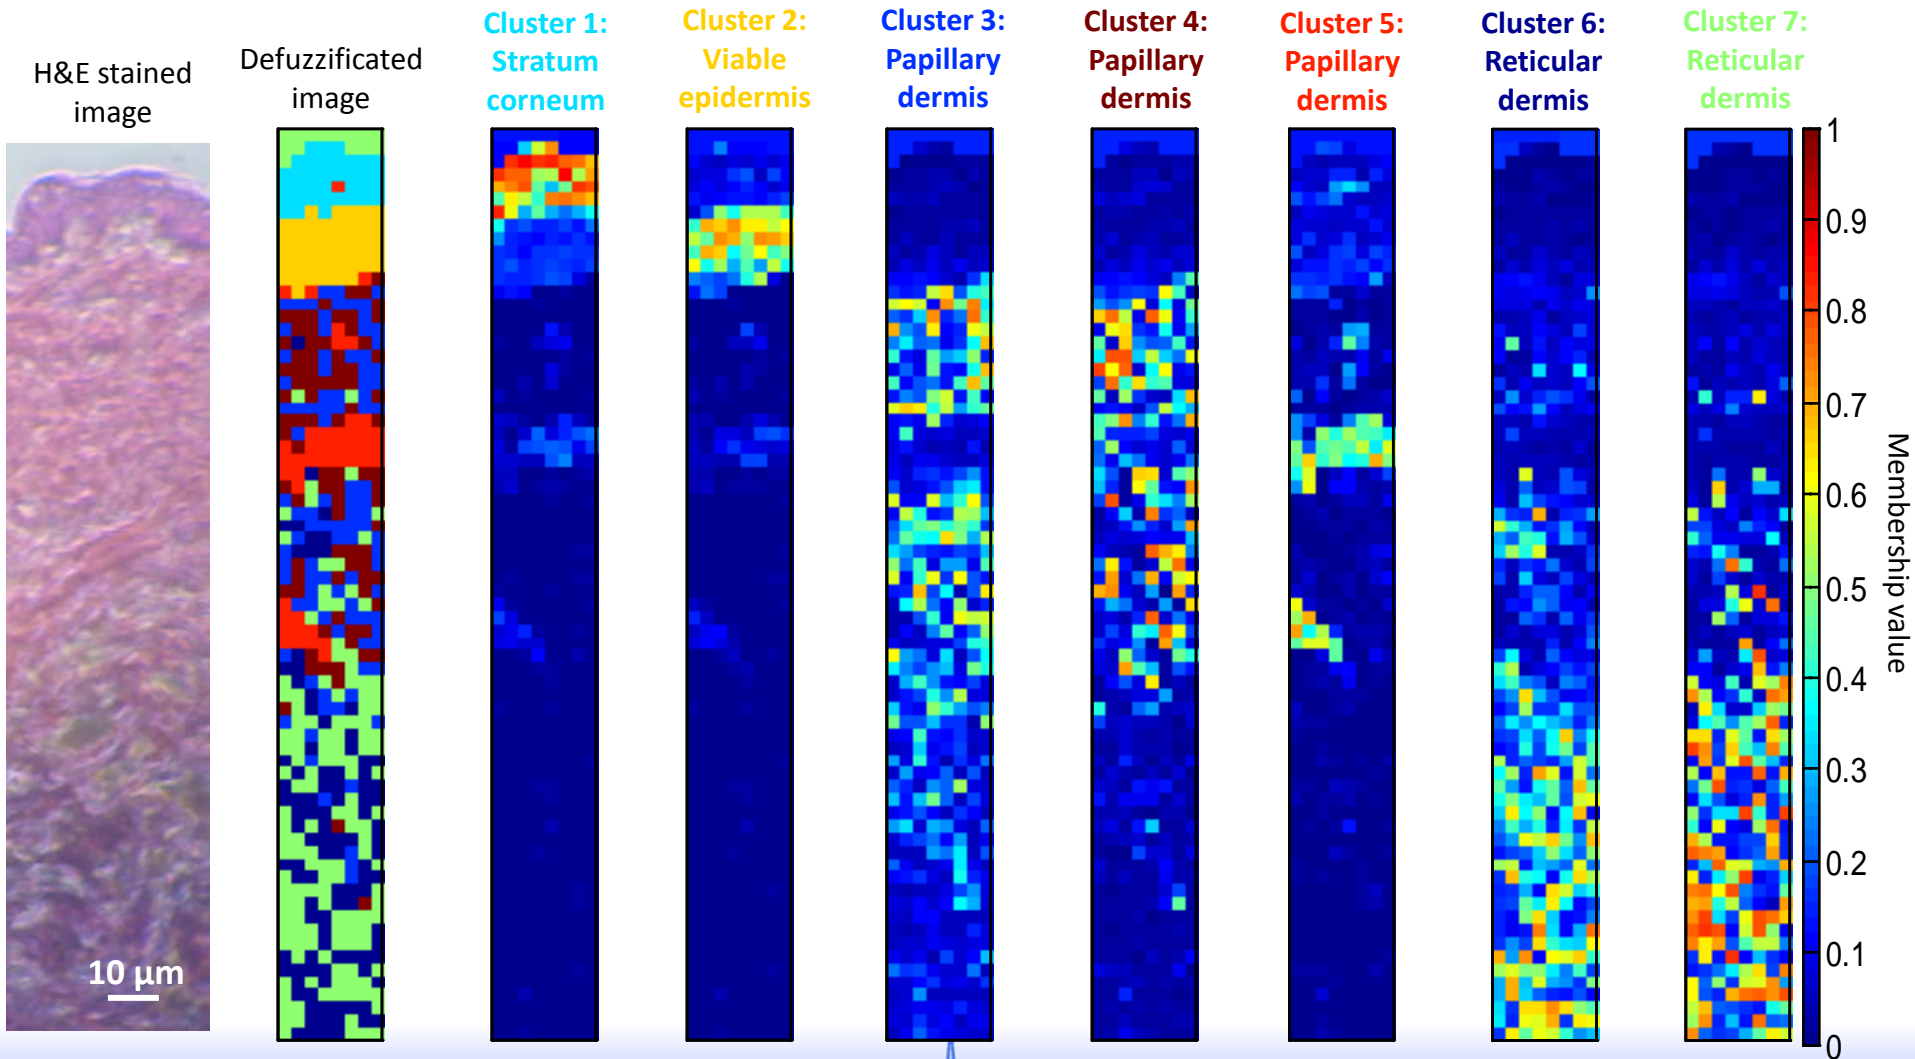 H&E stained
image
Defuzzificated
image
Cluster 1:
Stratum
corneum
Cluster 2:
Viable
epidermis
Cluster 3:
Papillary
dermis
Cluster 4:
Papillary
dermis
Cluster 5:
Papillary
dermis
Cluster 6:
Reticular
dermis
Cluster 7:
Reticular
dermis
10 µm
1
0.9
0.8
0.7
0.6
0.5
0.4
0.3
0.2
0.1
0
Membership value